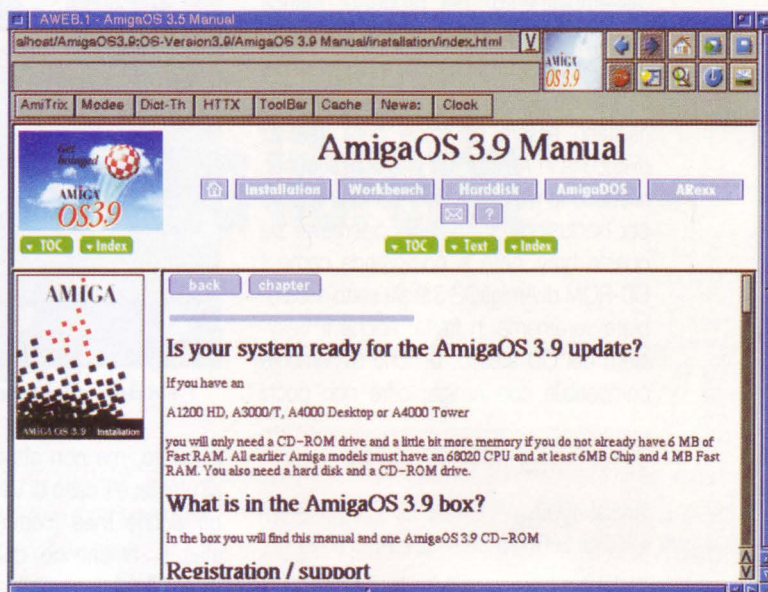 AWEB.1 - AmigaOS 3.5 Manual
alhost/AmigaOS3.9:OS-Version3.9/AmigaOS 3.9 Manual/installation/index.html
AMIGA
OS 3.9
AmiTrix Modes Dict-Th HTTX ToolBar Cache News: Clock
Get
boinged
AMIGA
OS3.9
TOC Index
AmigaOS 3.9 Manual
Installation Workbench Harddisk AmigaDOS ARexx
?
TOC Text Index
AMIGA
AMIGA OS 3.9 Installation
back chapter
Is your system ready for the AmigaOS 3.9 update?
If you have an
A1200 HD, A3000/T, A4000 Desktop or A4000 Tower
you will only need a CD-ROM drive and a little bit more memory if you do not already have 6 MB of
Fast RAM. All earlier Amiga models must have an 68020 CPU and at least 6MB Chip and 4 MB Fast
RAM. You also need a hard disk and a CD-ROM drive.
What is in the AmigaOS 3.9 box?
In the box you will find this manual and one AmigaOS 3.9 CD-ROM
Registration / support